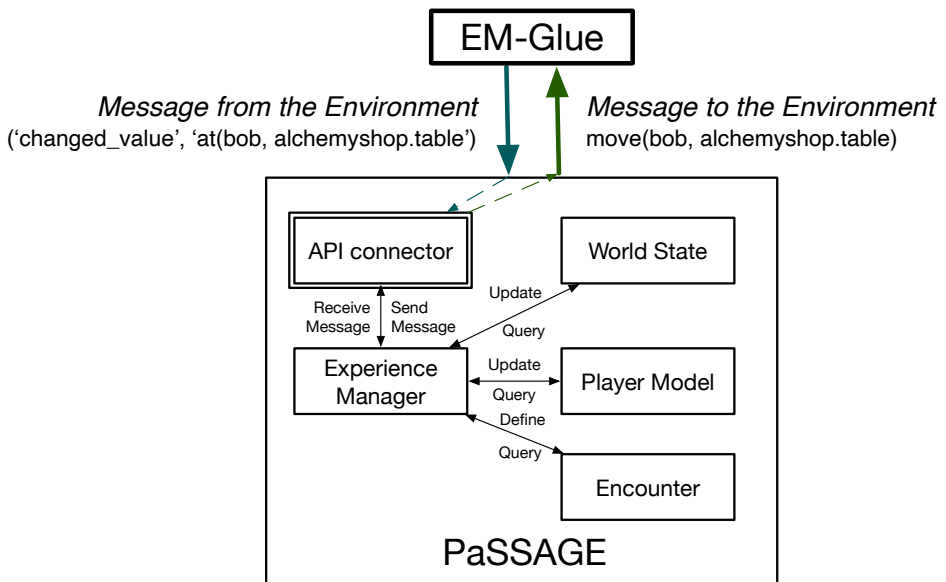 EM-Glue
Message from the Environment
(‘changed_value’, ‘at(bob, alchemyshop.table’)
Message to the Environment
move(bob, alchemyshop.table)
API connector
World State
Receive
Message
Send
Message
Update
Query
Experience
Manager
Update
Query
Player Model
Define
Query
Encounter
PaSSAGE